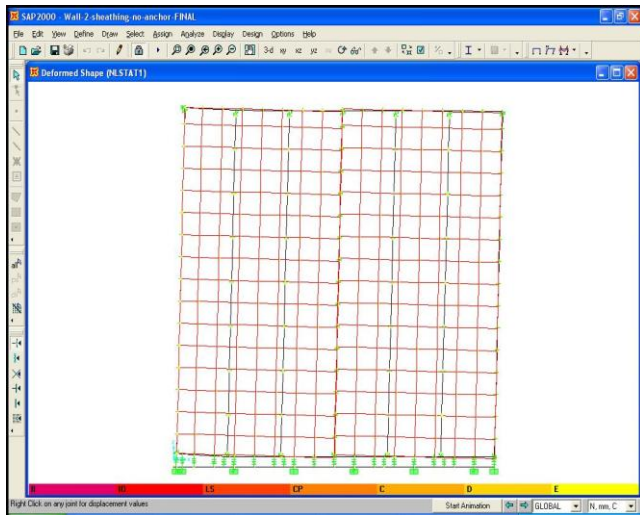 SAP2000 - Wall-2-sheathing-no-anchor-FINAL
File Edit View Define Draw Select Assign Analyze Display Design Options Help
3-d xy xz yz
Deformed Shape (NLSTAT1)
IO LS CP C D E
Right Click on any joint for displacement values Start Animation GLOBAL N, mm, C